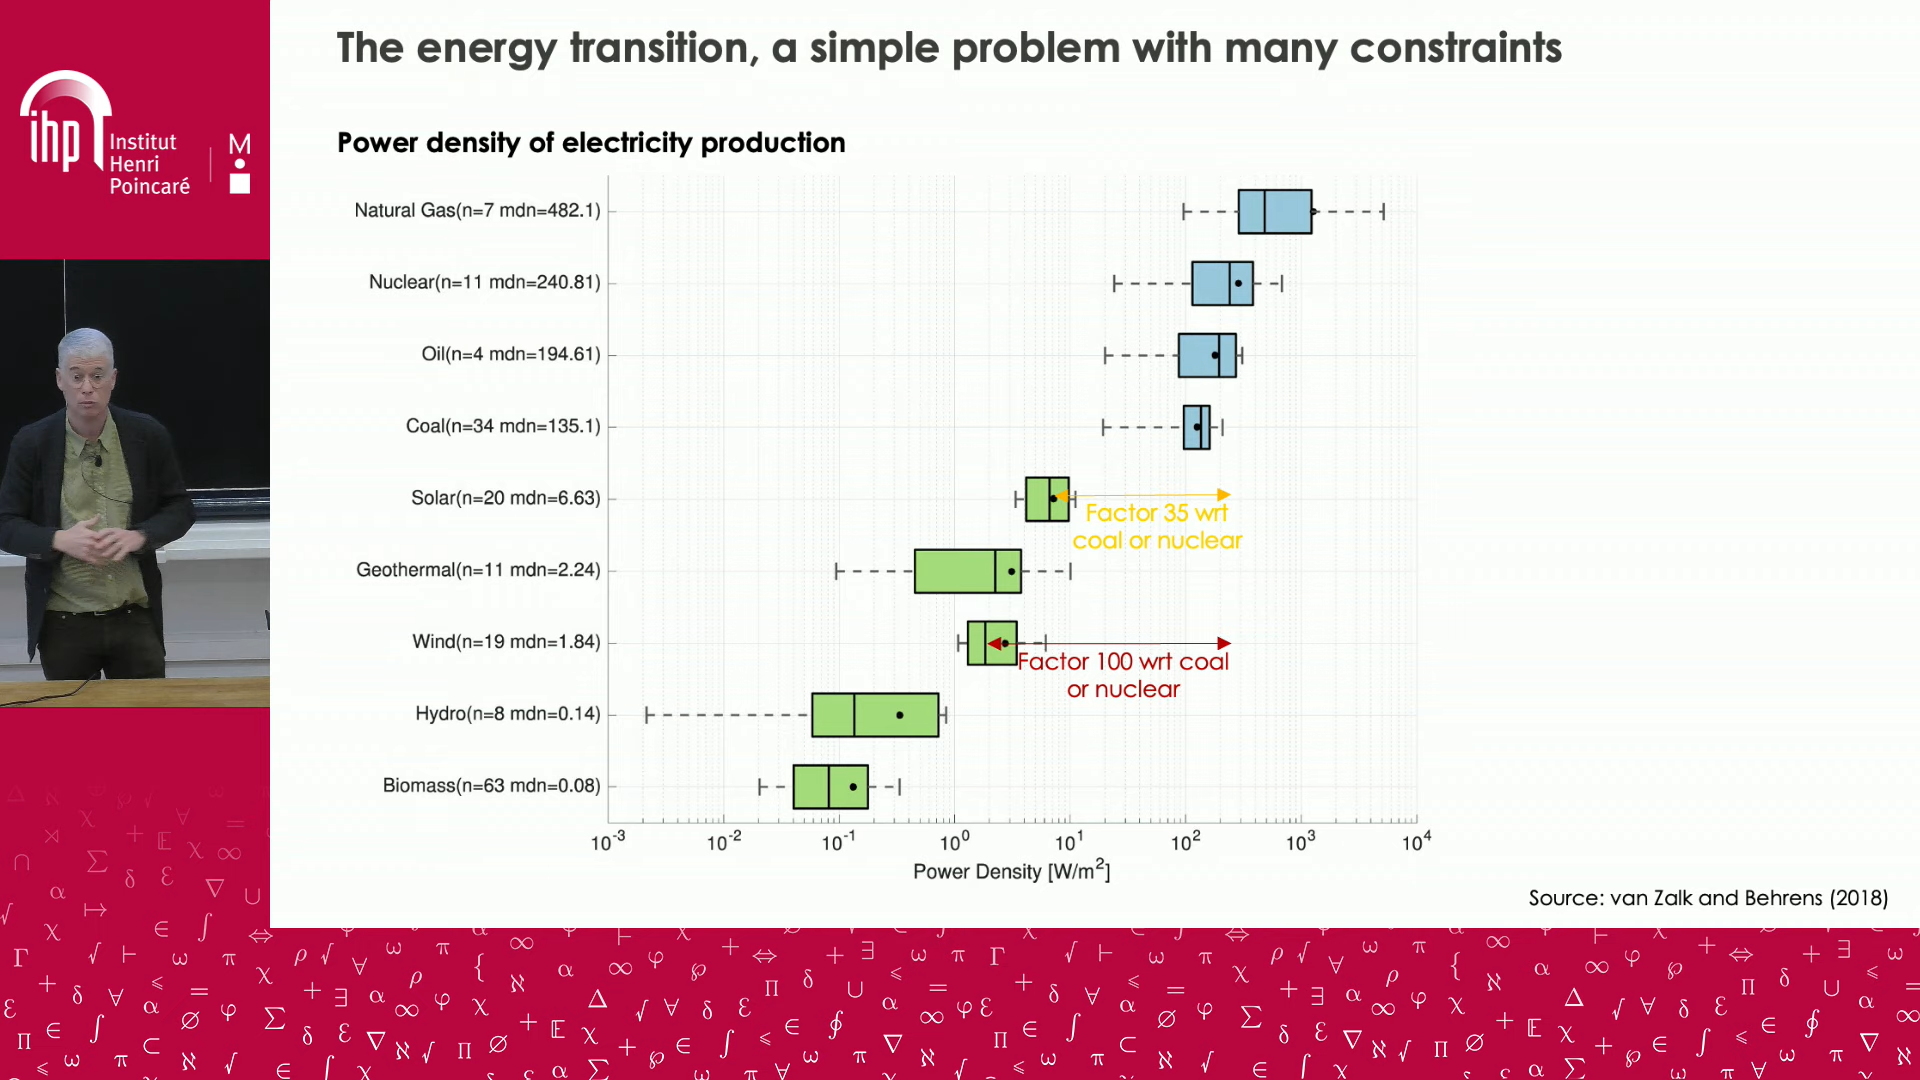 The energy transition, a simple problem with many constraints
ihp
Institut
Henri
Poincaré
M
Power density of electricity production
Natural Gas(n=7 mdn=482.1)
Nuclear(n=11 mdn=240.81)
Oil(n=4 mdn=194.61)
Coal(n=34 mdn=135.1)
Solar(n=20 mdn=6.63)
Factor 35 wrt
coal or nuclear
Geothermal(n=11 mdn=2.24)
Wind(n=19 mdn=1.84)
Factor 100 wrt coal
or nuclear
Hydro(n=8 mdn=0.14)
Biomass(n=63 mdn=0.08)
10⁻³ 10⁻² 10⁻¹ 10⁰ 10¹ 10² 10³ 10⁴
Power Density [W/m²]
Source: van Zalk and Behrens (2018)